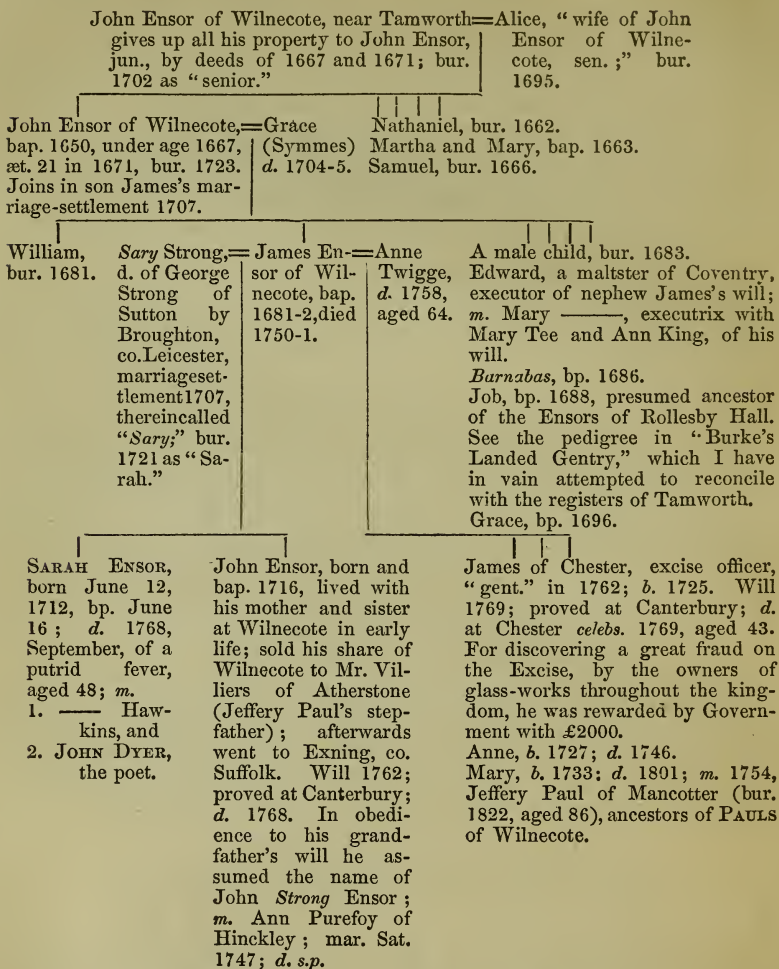 John Ensor of Wilnecote, near Tamworth=
gives up all his property to John Ensor,
jun., by deeds of 1667 and 1671; bur.
1702 as “senior.”
Alice, “wife of John
Ensor of Wilne-
cote, sen.;” bur.
1695.
John Ensor of Wilnecote,=
bap. 1650, under age 1667,
æt. 21 in 1671, bur. 1723.
Joins in son James's mar-
riage-settlement 1707.
Grace
(Symmes)
d. 1704-5.
Nathaniel, bur. 1662.
Martha and Mary, bap. 1663.
Samuel, bur. 1666.
William,
bur. 1681.
Sary Strong,=
d. of George
Strong of
Sutton by
Broughton,
co.Leicester,
marriageset-
tlement1707,
thereincalled
“Sary;” bur.
1721 as “Sa-
rah.”
James En-=
sor of Wil-
necote, bap.
1681-2,died
1750-1.
Anne
Twigge,
d. 1758,
aged 64.
A male child, bur. 1683.
Edward, a maltster of Coventry,
executor of nephew James's will;
m. Mary ———, executrix with
Mary Tee and Ann King, of his
will.
Barnabas, bp. 1686.
Job, bp. 1688, presumed ancestor
of the Ensors of Rollesby Hall.
See the pedigree in “Burke's
Landed Gentry,” which I have
in vain attempted to reconcile
with the registers of Tamworth.
Grace, bp. 1696.
SARAH ENSOR,
born June 12,
1712, bp. June
16; d. 1768,
September, of a
putrid fever,
aged 48; m.
1. —— Haw-
kins, and
2. JOHN DYER,
the poet.
John Ensor, born and
bap. 1716, lived with
his mother and sister
at Wilnecote in early
life; sold his share of
Wilnecote to Mr. Vil-
liers of Atherstone
(Jeffery Paul's step-
father); afterwards
went to Exning, co.
Suffolk. Will 1762;
proved at Canterbury;
d. 1768. In obedi-
ence to his grand-
father's will he as-
sumed the name of
John Strong Ensor;
m. Ann Purefoy of
Hinckley; mar. Sat.
1747; d. s.p.
James of Chester, excise officer,
“gent.” in 1762; b. 1725. Will
1769; proved at Canterbury; d.
at Chester celebs. 1769, aged 43.
For discovering a great fraud on
the Excise, by the owners of
glass-works throughout the king-
dom, he was rewarded by Govern-
ment with £2000.
Anne, b. 1727; d. 1746.
Mary, b. 1733; d. 1801; m. 1754,
Jeffery Paul of Mancotter (bur.
1822, aged 86), ancestors of PAULS
of Wilnecote.